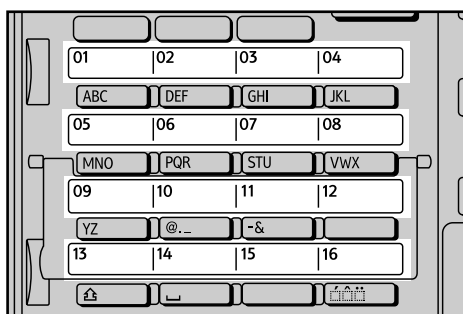 01 |02 |03 |04
ABC DEF GHI JKL
05 |06 |07 |08
MNO PQR STU VWX
09 |10 |11 |12
YZ @._ -&
13 |14 |15 |16